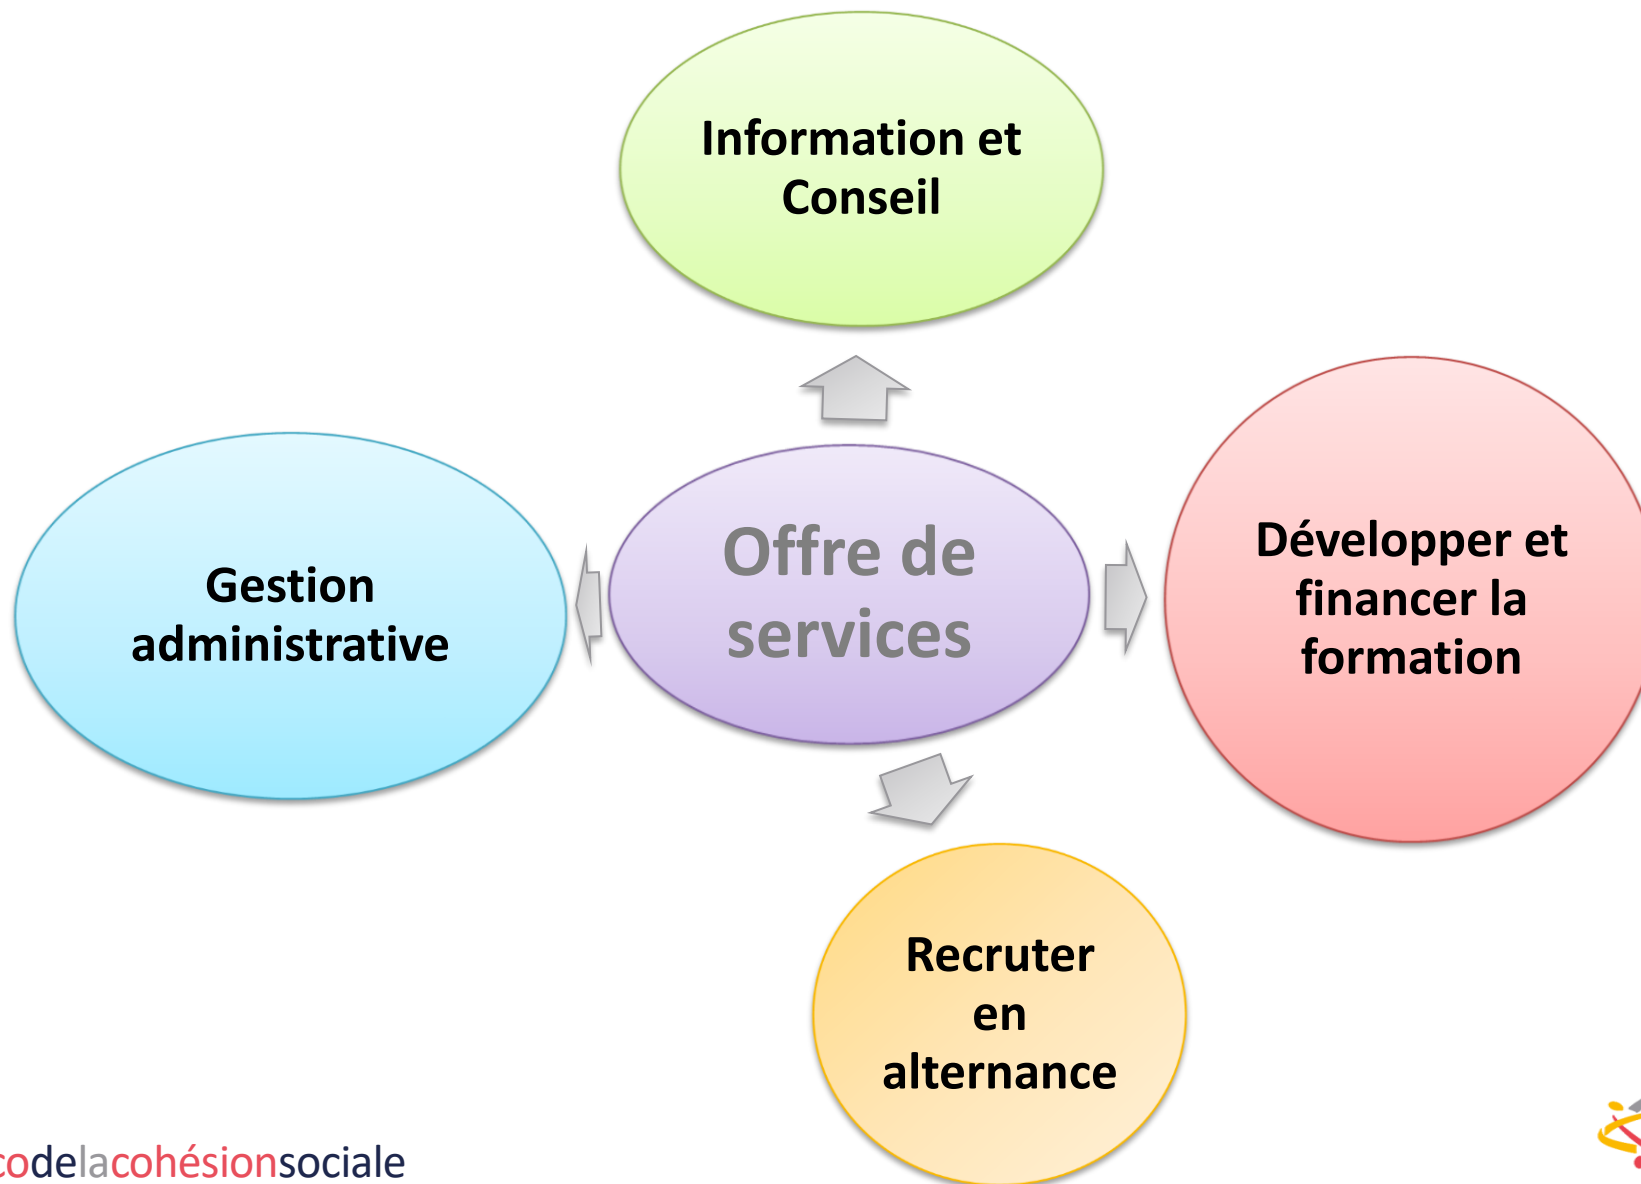 Information et
Conseil
Développer et
financer la
formation
Offre de
services
Gestion
administrative
Recruter
en
alternance
codelacohésionsociale